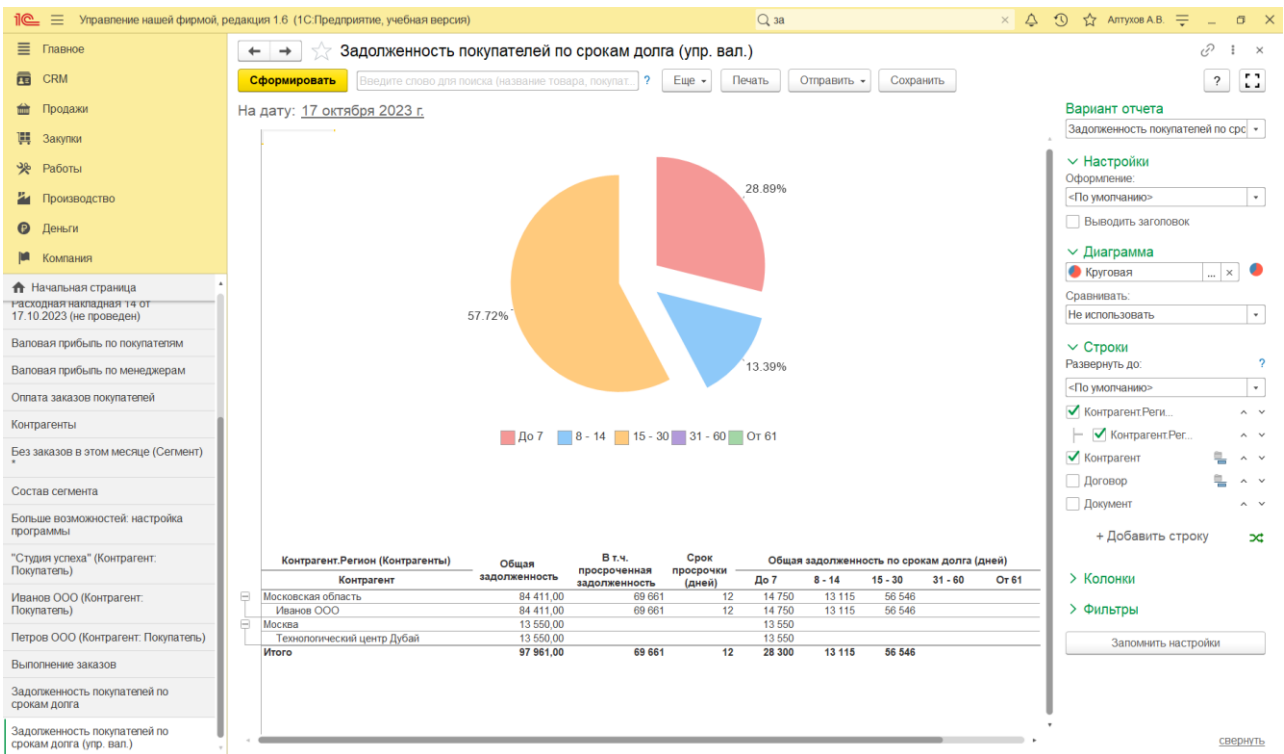 1С Управление нашей фирмой, редакция 1.6 (1С:Предприятие, учебная версия) за × Аптухов А.В.
Главное
CRM
Продажи
Закупки
Работы
Производство
Деньги
Компания
Начальная страница
Расходная накладная 14 от
17.10.2023 (не проведен)
Валовая прибыль по покупателям
Валовая прибыль по менеджерам
Оплата заказов покупателей
Контрагенты
Без заказов в этом месяце (Сегмент)
*
Состав сегмента
Больше возможностей: настройка
программы
"Студия успеха" (Контрагент:
Покупатель)
Иванов ООО (Контрагент:
Покупатель)
Петров ООО (Контрагент: Покупатель)
Выполнение заказов
Задолженность покупателей по
срокам долга
Задолженность покупателей по
срокам долга (упр. вал.)
Задолженность покупателей по срокам долга (упр. вал.)
Сформировать Введите слово для поиска (название товара, покупат... ? Еще Печать Отправить Сохранить ?
На дату: 17 октября 2023 г.
28.89%
57.72%
13.39%
До 7 8 - 14 15 - 30 31 - 60 От 61
Контрагент.Регион (Контрагенты) Общая задолженность В т.ч. просроченная задолженность Срок просрочки (дней) Общая задолженность по срокам долга (дней)
Контрагент До 7 8 - 14 15 - 30 31 - 60 От 61
Московская область 84 411,00 69 661 12 14 750 13 115 56 546
Иванов ООО 84 411,00 69 661 12 14 750 13 115 56 546
Москва 13 550,00 13 550
Технологический центр Дубай 13 550,00 13 550
Итого 97 961,00 69 661 12 28 300 13 115 56 546
Вариант отчета
Задолженность покупателей по срс
Настройки
Оформление:
<По умолчанию>
Выводить заголовок
Диаграмма
Круговая ... ×
Сравнивать:
Не использовать
Строки
Развернуть до: ?
<По умолчанию>
Контрагент.Реги...
Контрагент.Рег...
Контрагент
Договор
Документ
+ Добавить строку
Колонки
Фильтры
Запомнить настройки
свернуть